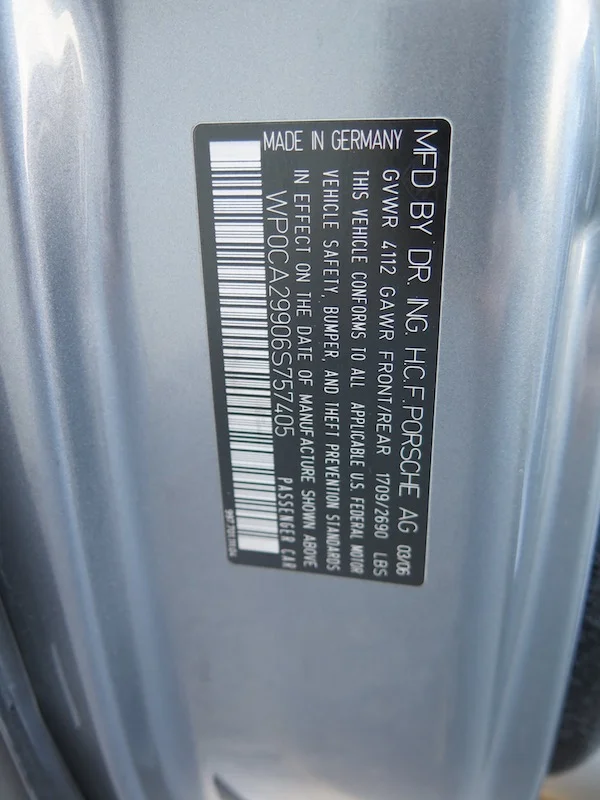 MFD BY DR. ING. H.C.F. PORSCHE AG 03/06
GVWR 4112 GAWR FRONT/REAR 1709/2690 LBS
THIS VEHICLE CONFORMS TO ALL APPLICABLE U.S. FEDERAL MOTOR
VEHICLE SAFETY, BUMPER, AND THEFT PREVENTION STANDARDS
IN EFFECT ON THE DATE OF MANUFACTURE SHOWN ABOVE
MADE IN GERMANY
WP0CA29906S757405 PASSENGER CAR